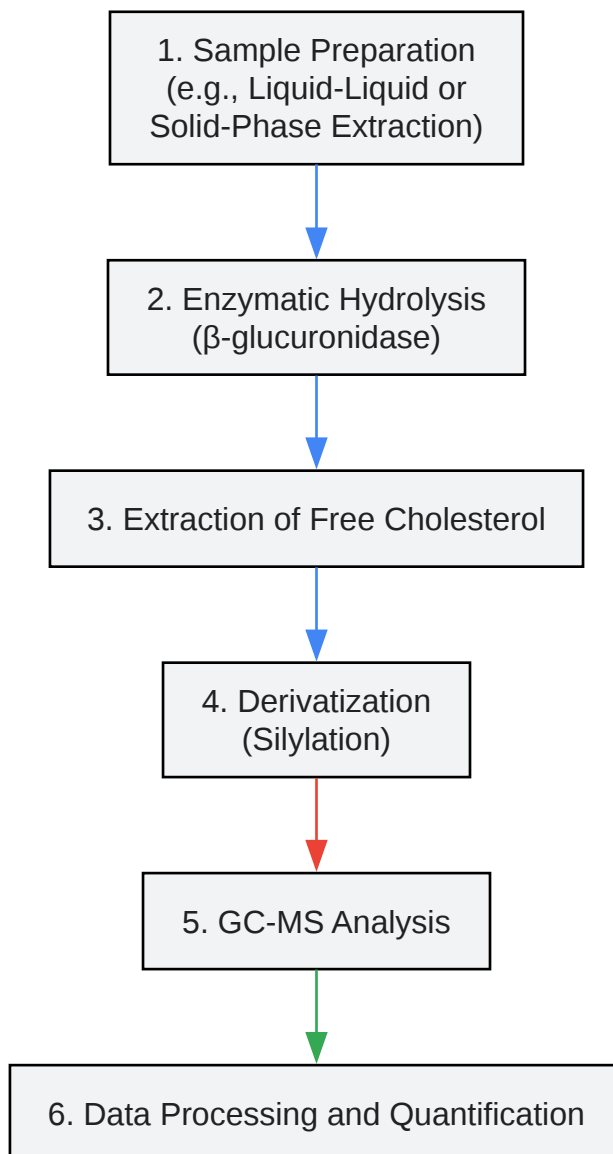 1. Sample Preparation
(e.g., Liquid-Liquid or
Solid-Phase Extraction)
2. Enzymatic Hydrolysis
(β-glucuronidase)
3. Extraction of Free Cholesterol
4. Derivatization
(Silylation)
5. GC-MS Analysis
6. Data Processing and Quantification